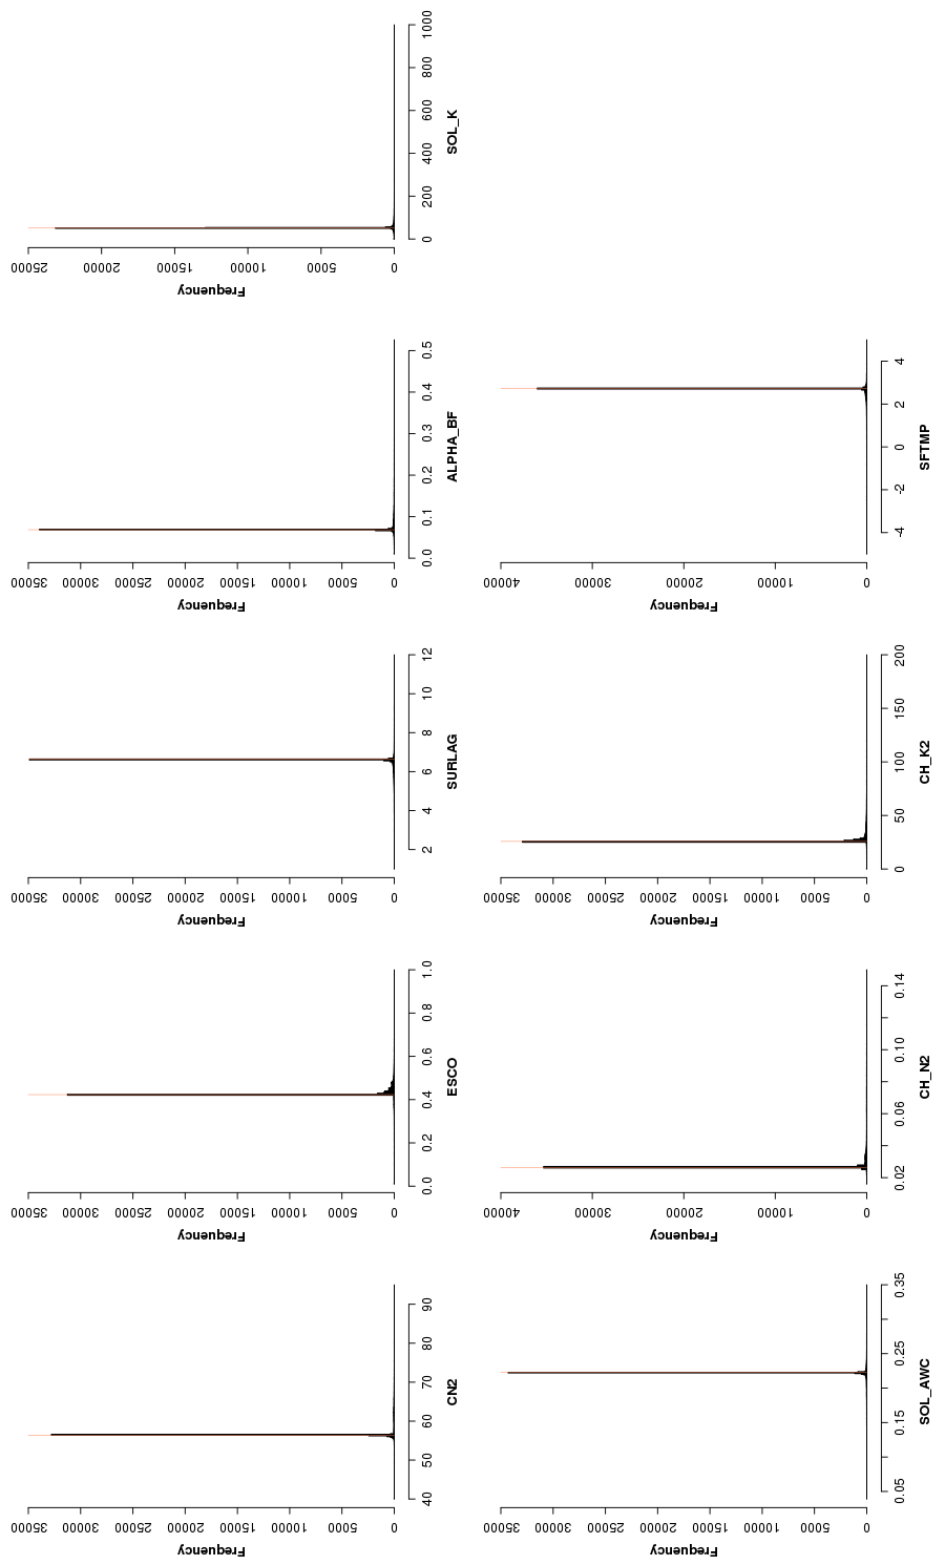 25000 20000 15000 10000 5000 0
Frequency
0 200 400 600 800 1000
SOL_K
35000 30000 25000 20000 15000 10000 5000 0
Frequency
0.0 0.1 0.2 0.3 0.4 0.5
ALPHA_BF
40000 30000 20000 10000 0
Frequency
-4 -2 0 2 4
SFTMP
35000 30000 25000 20000 15000 10000 5000 0
Frequency
2 4 6 8 10 12
SURLAG
35000 30000 25000 20000 15000 10000 5000 0
Frequency
0 50 100 150 200
CH_K2
35000 30000 25000 20000 15000 10000 5000 0
Frequency
0.0 0.2 0.4 0.6 0.8 1.0
ESCO
40000 30000 20000 10000 0
Frequency
0.02 0.06 0.10 0.14
CH_N2
35000 30000 25000 20000 15000 10000 5000 0
Frequency
40 50 60 70 80 90
CN2
35000 30000 25000 20000 15000 10000 5000 0
Frequency
0.05 0.15 0.25 0.35
SOL_AWC